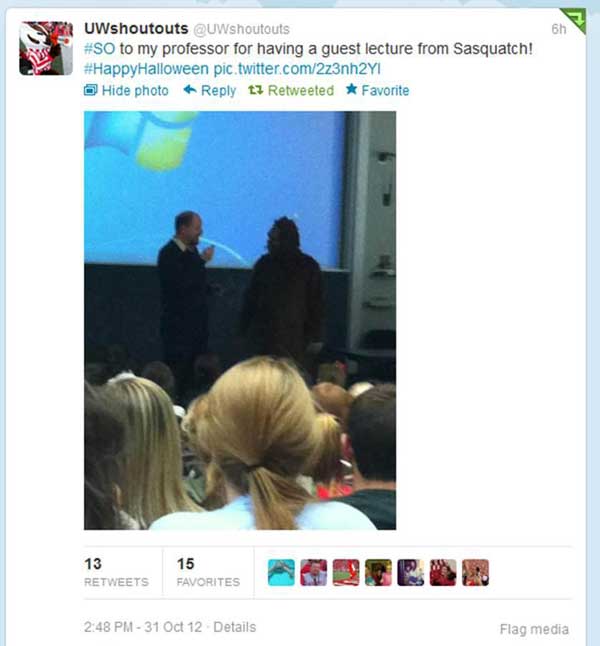 UWshoutouts @UWshoutouts 6h
#SO to my professor for having a guest lecture from Sasquatch!
#HappyHalloween pic.twitter.com/2z3nh2Yl
Hide photo Reply Retweeted Favorite
13 RETWEETS 15 FAVORITES
2:48 PM - 31 Oct 12 · Details Flag media